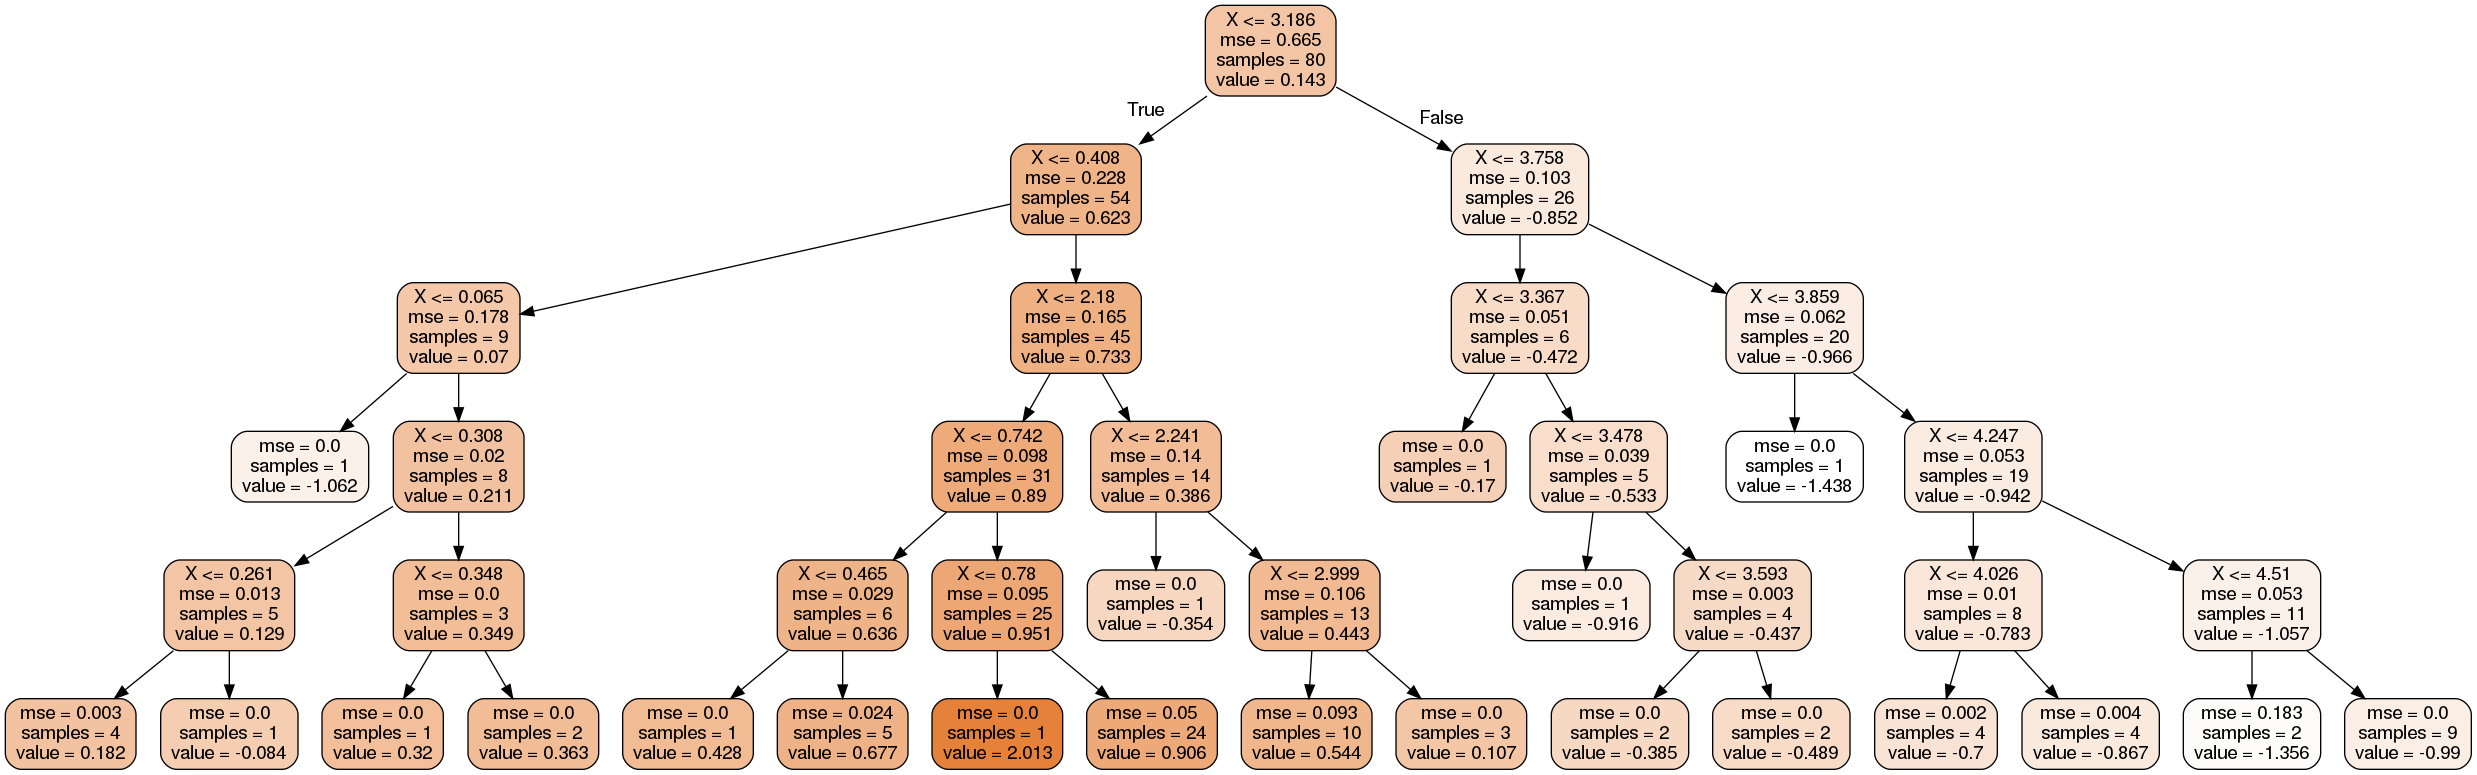 X <= 3.186
mse = 0.665
samples = 80
value = 0.143
True
False
X <= 0.408
mse = 0.228
samples = 54
value = 0.623
X <= 3.758
mse = 0.103
samples = 26
value = -0.852
X <= 0.065
mse = 0.178
samples = 9
value = 0.07
X <= 2.18
mse = 0.165
samples = 45
value = 0.733
X <= 3.367
mse = 0.051
samples = 6
value = -0.472
X <= 3.859
mse = 0.062
samples = 20
value = -0.966
mse = 0.0
samples = 1
value = -1.062
X <= 0.308
mse = 0.02
samples = 8
value = 0.211
X <= 0.742
mse = 0.098
samples = 31
value = 0.89
X <= 2.241
mse = 0.14
samples = 14
value = 0.386
mse = 0.0
samples = 1
value = -0.17
X <= 3.478
mse = 0.039
samples = 5
value = -0.533
mse = 0.0
samples = 1
value = -1.438
X <= 4.247
mse = 0.053
samples = 19
value = -0.942
X <= 0.261
mse = 0.013
samples = 5
value = 0.129
X <= 0.348
mse = 0.0
samples = 3
value = 0.349
X <= 0.465
mse = 0.029
samples = 6
value = 0.636
X <= 0.78
mse = 0.095
samples = 25
value = 0.951
mse = 0.0
samples = 1
value = -0.354
X <= 2.999
mse = 0.106
samples = 13
value = 0.443
mse = 0.0
samples = 1
value = -0.916
X <= 3.593
mse = 0.003
samples = 4
value = -0.437
X <= 4.026
mse = 0.01
samples = 8
value = -0.783
X <= 4.51
mse = 0.053
samples = 11
value = -1.057
mse = 0.003
samples = 4
value = 0.182
mse = 0.0
samples = 1
value = -0.084
mse = 0.0
samples = 1
value = 0.32
mse = 0.0
samples = 2
value = 0.363
mse = 0.0
samples = 1
value = 0.428
mse = 0.024
samples = 5
value = 0.677
mse = 0.0
samples = 1
value = 2.013
mse = 0.05
samples = 24
value = 0.906
mse = 0.093
samples = 10
value = 0.544
mse = 0.0
samples = 3
value = 0.107
mse = 0.0
samples = 2
value = -0.385
mse = 0.0
samples = 2
value = -0.489
mse = 0.002
samples = 4
value = -0.7
mse = 0.004
samples = 4
value = -0.867
mse = 0.183
samples = 2
value = -1.356
mse = 0.0
samples = 9
value = -0.99